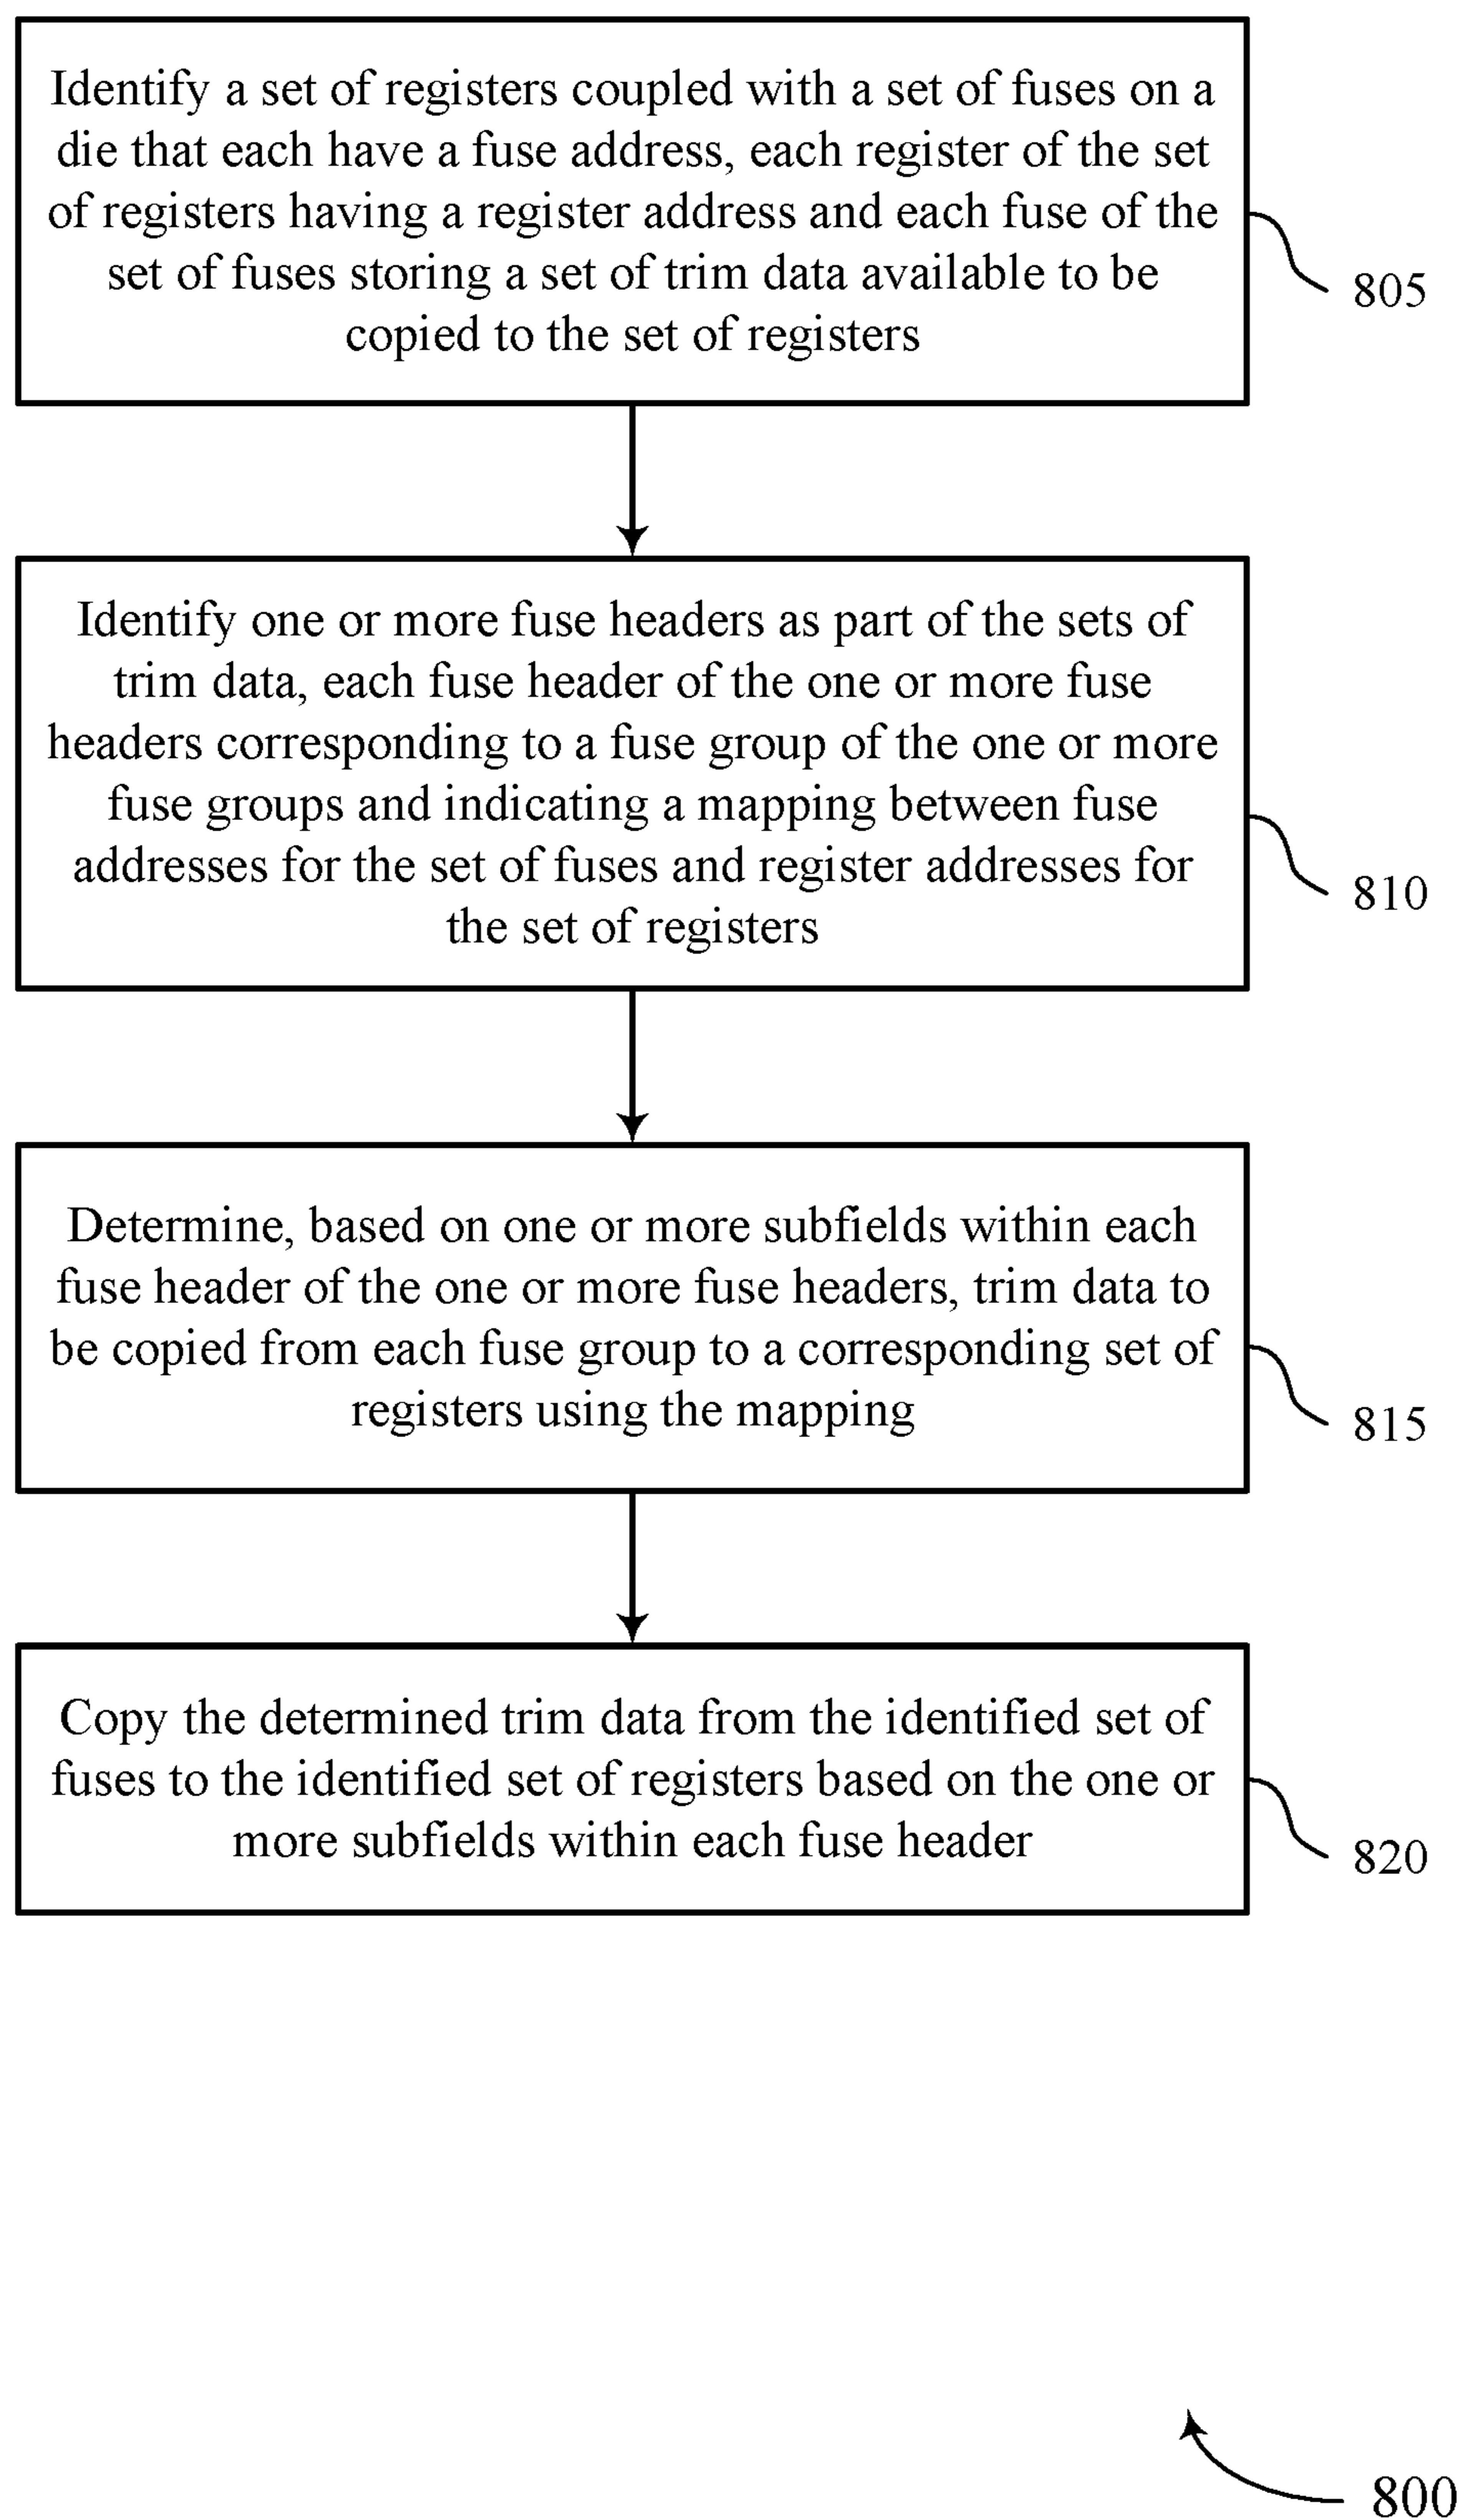 Identify a set of registers coupled with a set of fuses on a
die that each have a fuse address, each register of the set
of registers having a register address and each fuse of the
set of fuses storing a set of trim data available to be
copied to the set of registers
805
Identify one or more fuse headers as part of the sets of
trim data, each fuse header of the one or more fuse
headers corresponding to a fuse group of the one or more
fuse groups and indicating a mapping between fuse
addresses for the set of fuses and register addresses for
the set of registers
810
Determine, based on one or more subfields within each
fuse header of the one or more fuse headers, trim data to
be copied from each fuse group to a corresponding set of
registers using the mapping
815
Copy the determined trim data from the identified set of
fuses to the identified set of registers based on the one or
more subfields within each fuse header
820
800